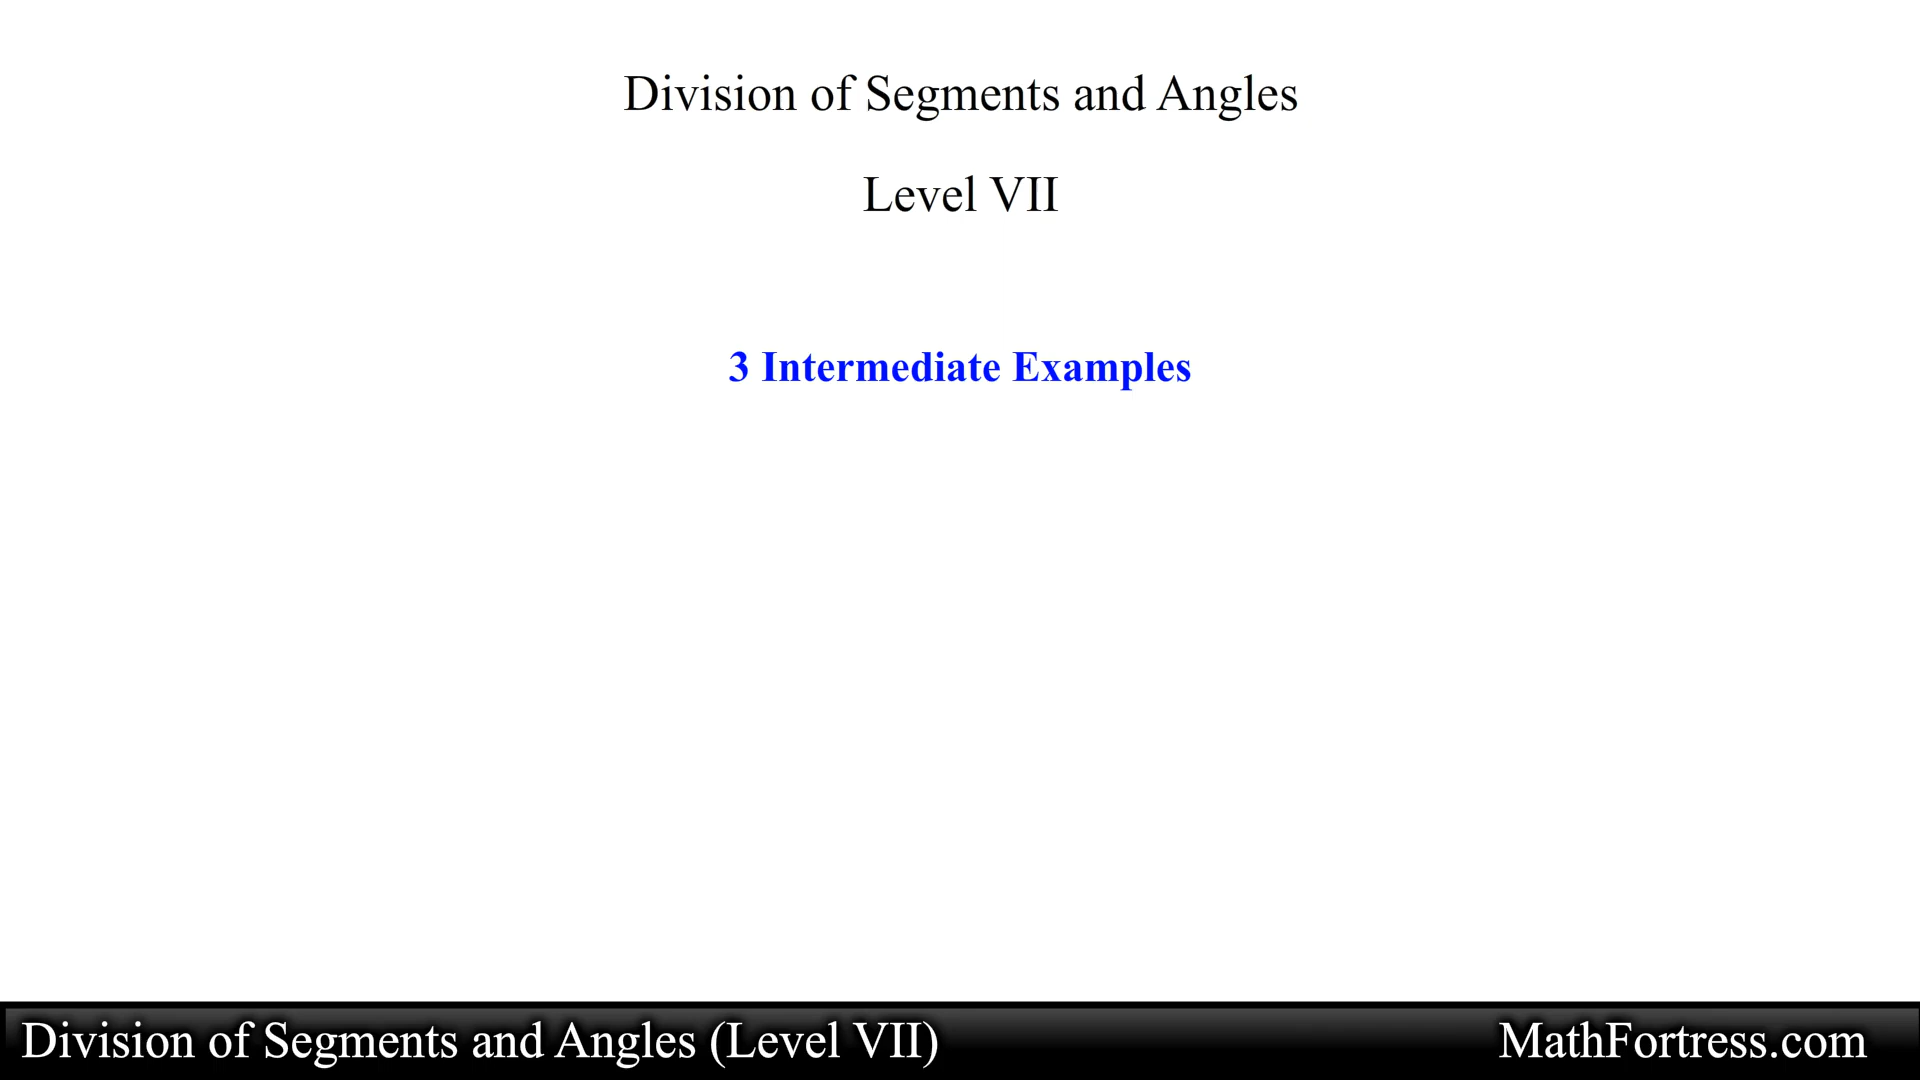 Division of Segments and Angles
Level VII
3 Intermediate Examples
Division of Segments and Angles (Level VII)
MathFortress.com